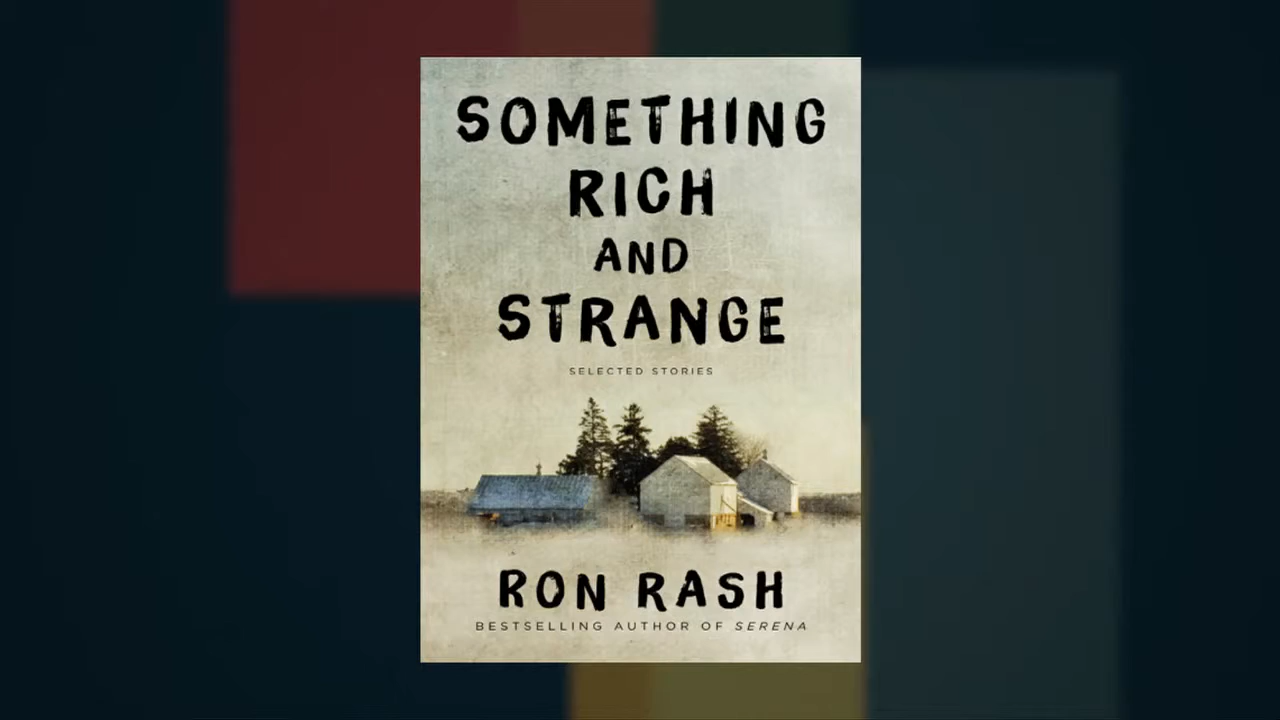 SOMETHING
RICH
AND
STRANGE
SELECTED STORIES
RON RASH
BESTSELLING AUTHOR OF SERENA